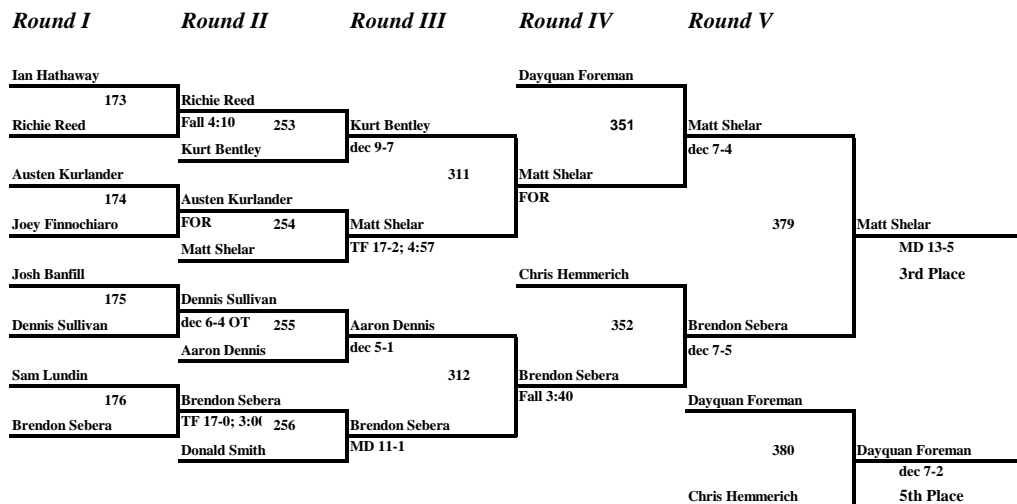 Round I Round II Round III Round IV Round V
Ian Hathaway Dayquan Foreman
173 Richie Reed
Richie Reed Fall 4:10 253 Kurt Bentley 351 Matt Shelar
Kurt Bentley dec 9-7 dec 7-4
Austen Kurlander 311 Matt Shelar
174 Austen Kurlander FOR
Joey Finnochiaro FOR 254 Matt Shelar 379 Matt Shelar
Matt Shelar TF 17-2; 4:57 MD 13-5
Josh Banfill Chris Hemmerich 3rd Place
175 Dennis Sullivan
Dennis Sullivan dec 6-4 OT 255 Aaron Dennis 352 Brendon Sebera
Aaron Dennis dec 5-1 dec 7-5
Sam Lundin 312 Brendon Sebera
176 Brendon Sebera Fall 3:40 Dayquan Foreman
Brendon Sebera TF 17-0; 3:0 256 Brendon Sebera
Donald Smith MD 11-1 380 Dayquan Foreman
dec 7-2
Chris Hemmerich 5th Place